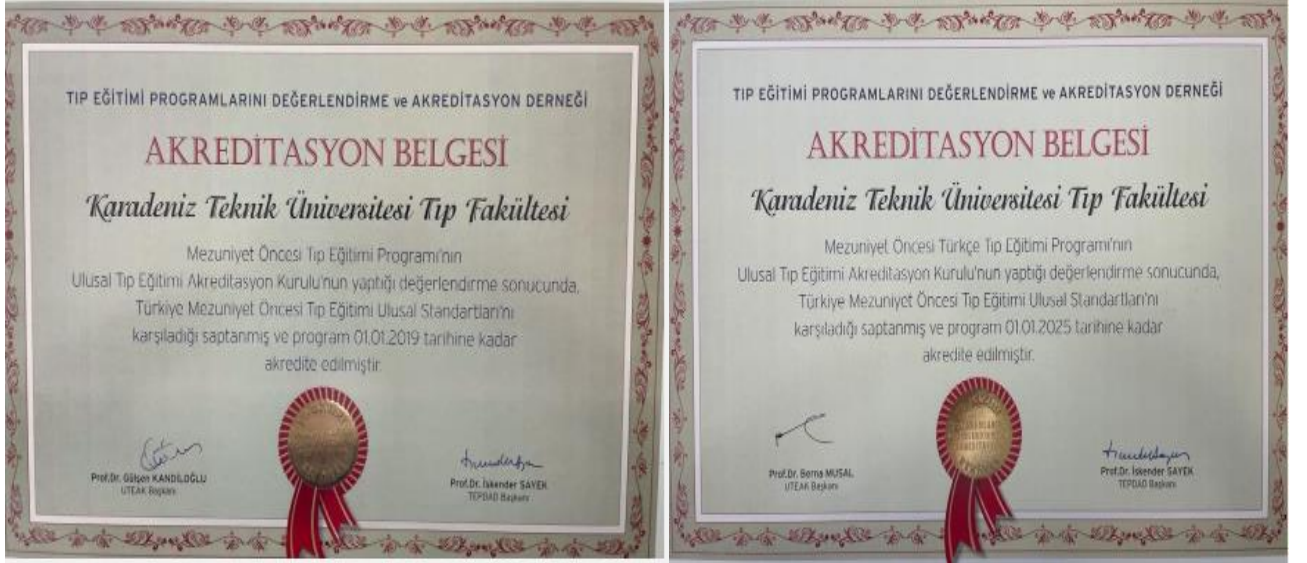 TIP EĞİTİMİ PROGRAMLARINI DEĞERLENDİRME ve AKREDİTASYON DERNEĞİ
AKREDİTASYON BELGESİ
Karadeniz Teknik Üniversitesi Tıp Fakültesi
Mezuniyet Öncesi Tıp Eğitimi Programı'nın
Ulusal Tıp Eğitimi Akreditasyon Kurulu'nun yaptığı değerlendirme sonucunda,
Türkiye Mezuniyet Öncesi Tıp Eğitimi Ulusal Standartları'nı
karşıladığı saptanmış ve program 01.01.2019 tarihine kadar
akredite edilmiştir.
Prof.Dr. Gülşen KANDİLOĞLU
UTEAK Başkanı
Prof.Dr. İskender SAYEK
TEPDAD Başkanı
TIP EĞİTİMİ PROGRAMLARINI DEĞERLENDİRME ve AKREDİTASYON DERNEĞİ
AKREDİTASYON BELGESİ
Karadeniz Teknik Üniversitesi Tıp Fakültesi
Mezuniyet Öncesi Türkçe Tıp Eğitimi Programı'nın
Ulusal Tıp Eğitimi Akreditasyon Kurulu'nun yaptığı değerlendirme sonucunda,
Türkiye Mezuniyet Öncesi Tıp Eğitimi Ulusal Standartları'nı
karşıladığı saptanmış ve program 01.01.2025 tarihine kadar
akredite edilmiştir.
Prof.Dr. Berna MUSAL
UTEAK Başkanı
Prof.Dr. İskender SAYEK
TEPDAD Başkanı